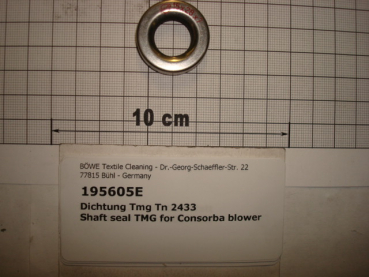 10 cm
BÖWE Textile Cleaning - Dr.-Georg-Schaeffler-Str. 22
77815 Bühl - Germany
195605E
Dichtung Tmg Tn 2433
Shaft seal TMG for Consorba blower